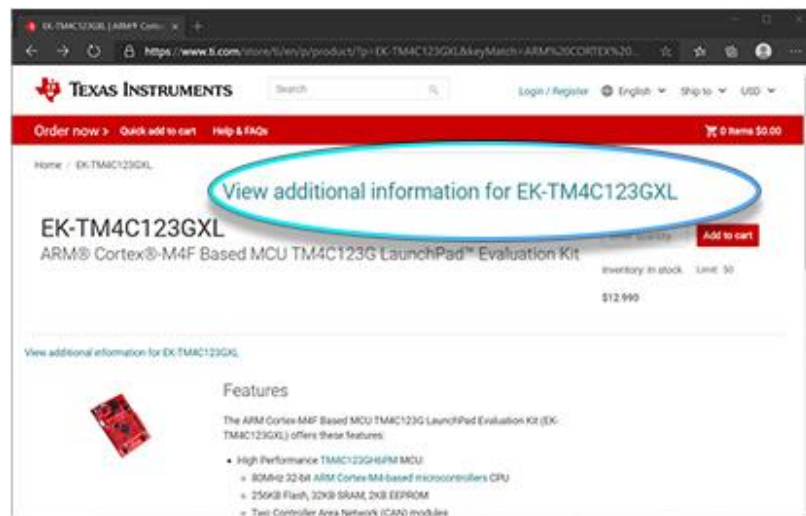 EK-TM4C123GXL | ARM® Cortex
https://www.ti.com/store/ti/en/p/product/?p=EK-TM4C123GXL&keyMatch=ARM%20CORTEX%20...
TEXAS INSTRUMENTS Search Login / Register English Ship to USD
Order now > Quick add to cart Help & FAQs 0 Items $0.00
Home / EK-TM4C123GXL
View additional information for EK-TM4C123GXL
EK-TM4C123GXL
Add to cart
ARM® Cortex®-M4F Based MCU TM4C123G LaunchPad™ Evaluation Kit
Inventory: In stock Limit: 50
$12.990
View additional information for EK-TM4C123GXL
Features
The ARM Cortex-M4F Based MCU TM4C123G LaunchPad Evaluation Kit (EK-
TM4C123GXL) offers these features:
High Performance TM4C123GH6PM MCU:
80MHz 32-bit ARM Cortex-M4-based microcontrollers CPU
256KB Flash, 32KB SRAM, 2KB EEPROM
Two Controller Area Network (CAN) modules